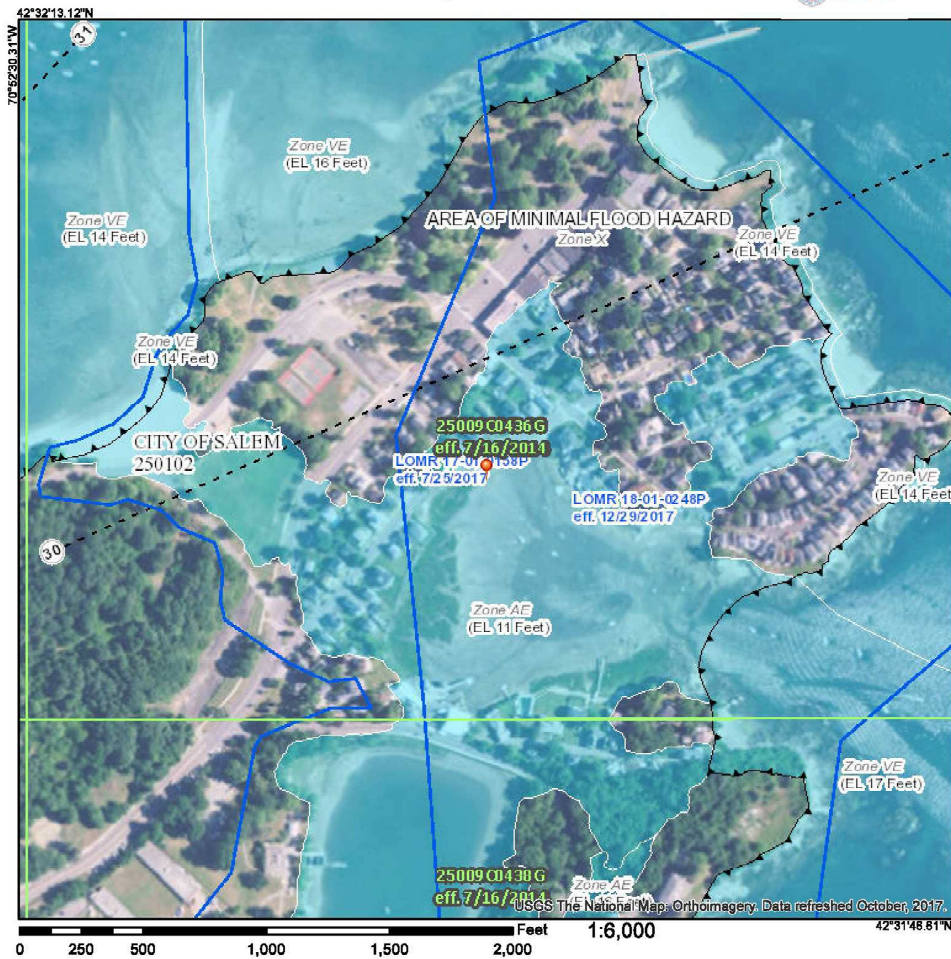 42°32'13.12"N
70°52'30.31"W
31
Zone VE
(EL 16 Feet)
Zone VE
(EL 14 Feet)
AREA OF MINIMAL FLOOD HAZARD
Zone X
Zone VE
(EL 14 Feet)
Zone VE
(EL 14 Feet)
CITY OF SALEM
250102
25009C0436G
eff. 7/16/2014
eff. 7/25/2017
LOMR 18-01-0248P
eff. 12/29/2017
Zone VE
(EL 14 Feet)
30
Zone AE
(EL 11 Feet)
Zone VE
(EL 17 Feet)
25009C0438G
eff. 7/16/2014
Zone AE
USGS The National Map: Orthoimagery. Data refreshed October, 2017.
Feet 1:6,000
42°31'46.61"N
0 250 500 1,000 1,500 2,000